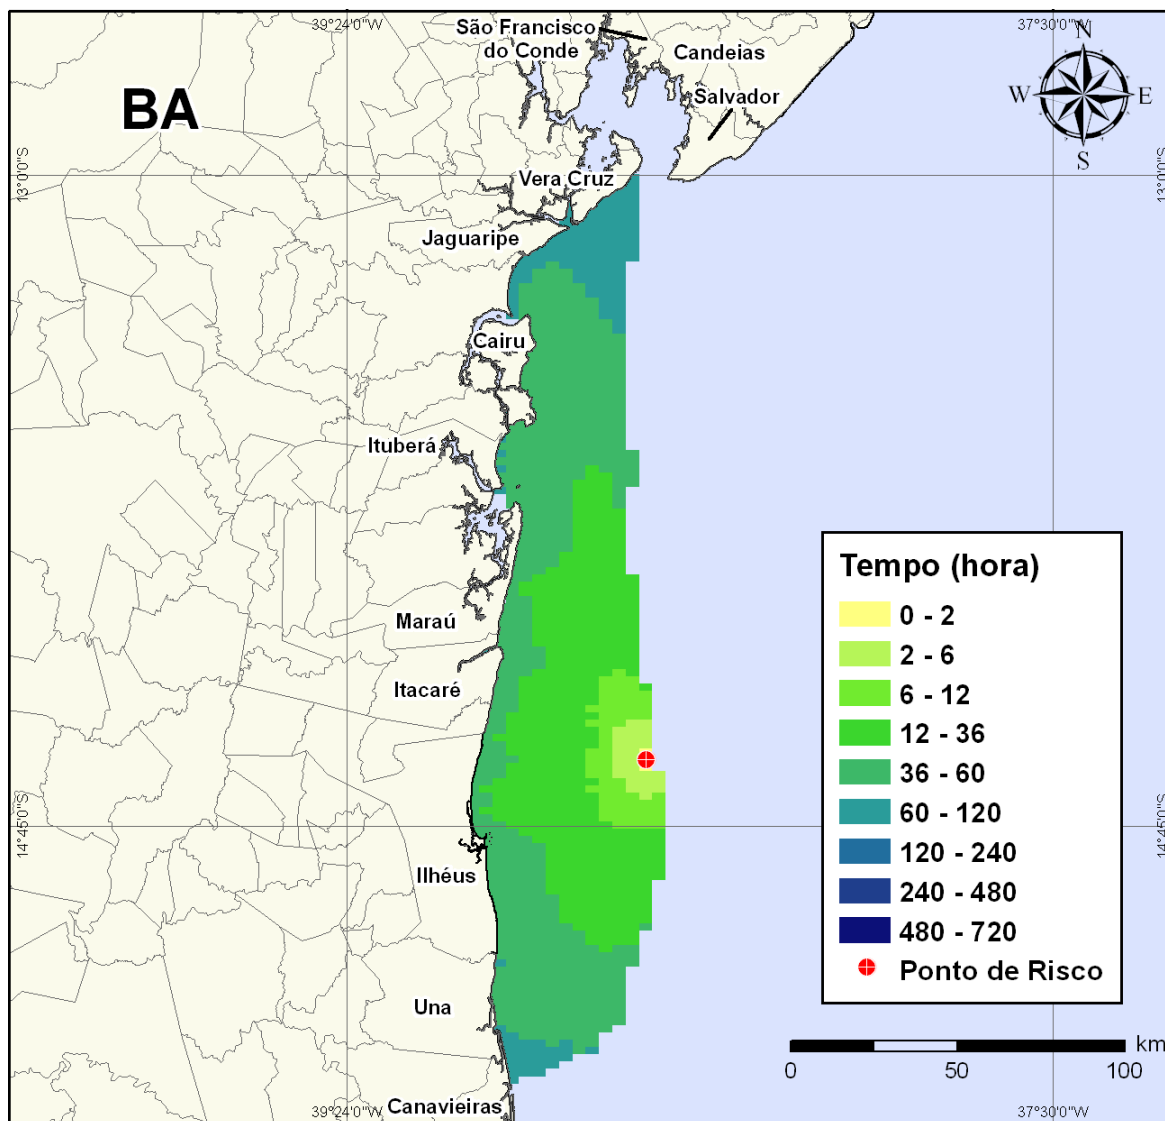 39°24'0"W
37°30'0"W
São Francisco
do Conde
Candeias
Salvador
BA
N
W
E
S
13°0'0"S
13°0'0"S
Vera Cruz
Jaguaripe
Cairu
Ituberá
Maraú
Itacaré
14°45'0"S
14°45'0"S
Ilhéus
Una
Canavieiras
Tempo (hora)
0 - 2
2 - 6
6 - 12
12 - 36
36 - 60
60 - 120
120 - 240
240 - 480
480 - 720
Ponto de Risco
km
0 50 100
39°24'0"W
37°30'0"W